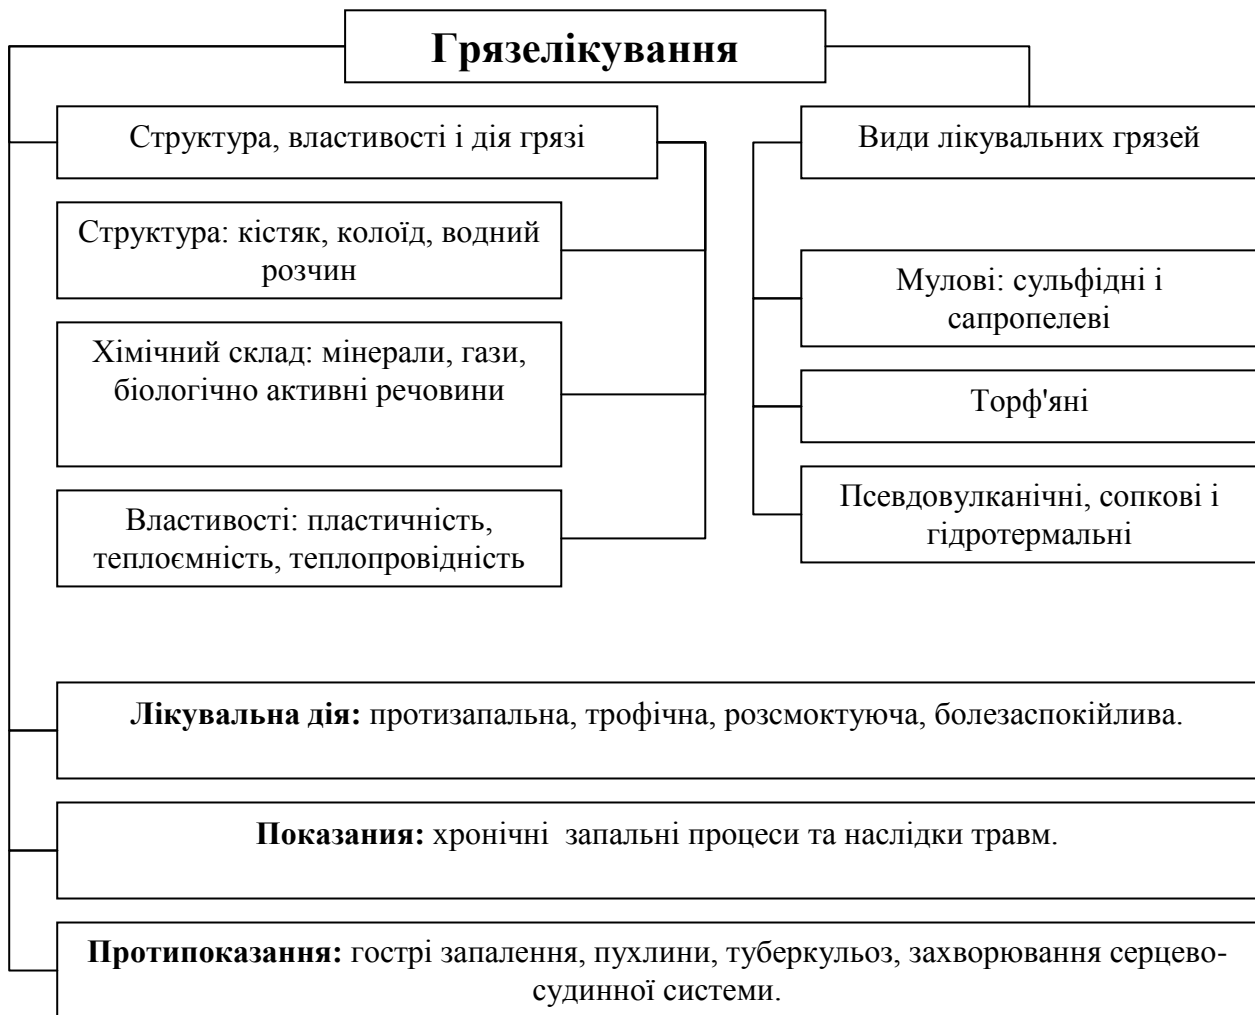 Грязелікування
Структура, властивості і дія грязі
Структура: кістяк, колоїд, водний
розчин
Хімічний склад: мінерали, гази,
біологічно активні речовини
Властивості: пластичність,
теплоємність, теплопровідність
Види лікувальних грязей
Мулові: сульфідні і
сапропелеві
Торф'яні
Псевдовулканічні, сопкові і
гідротермальні
Лікувальна дія: протизапальна, трофічна, розсмоктуюча, болезаспокійлива.
Показания: хронічні запальні процеси та наслідки травм.
Протипоказання: гострі запалення, пухлини, туберкульоз, захворювання серцево-
судинної системи.